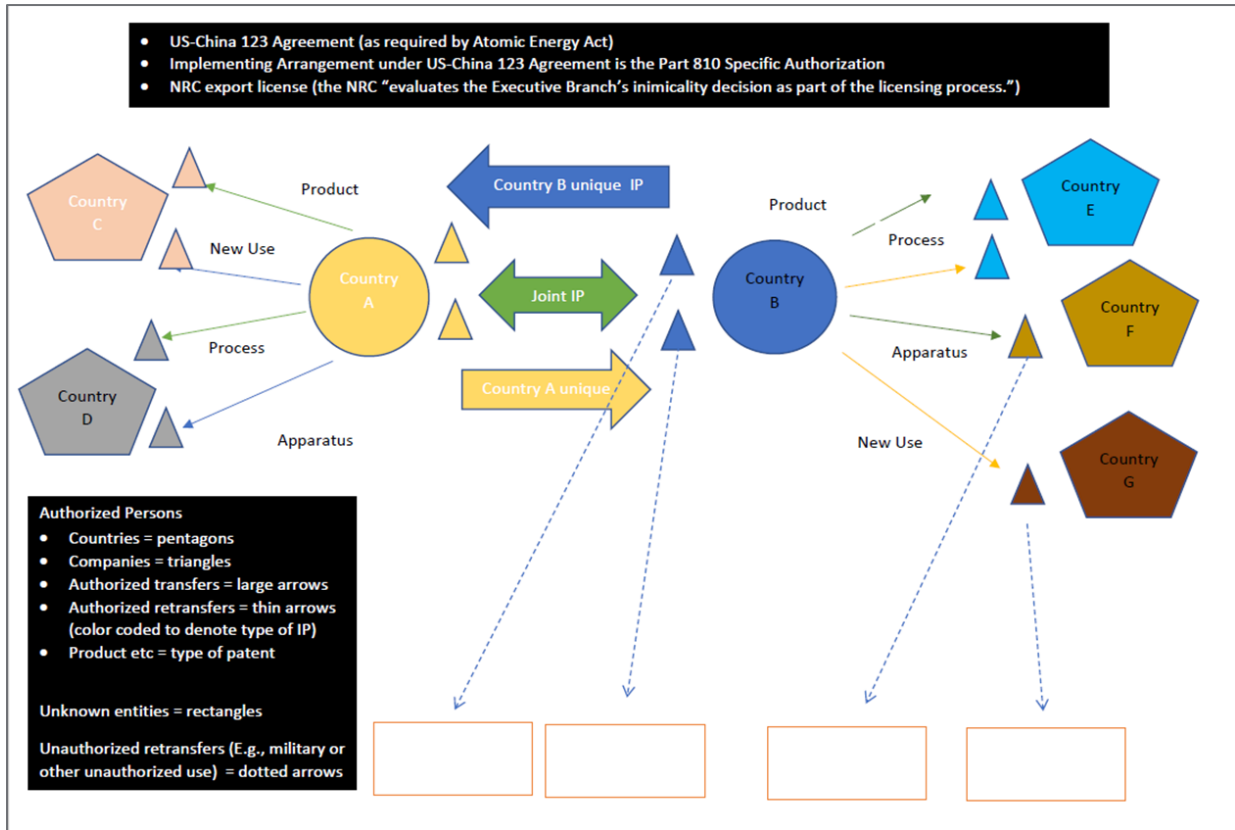 • US-China 123 Agreement (as required by Atomic Energy Act)
• Implementing Arrangement under US-China 123 Agreement is the Part 810 Specific Authorization
• NRC export license (the NRC “evaluates the Executive Branch’s inimicality decision as part of the licensing process.”)
Country
C
Product
New Use
Country
A
Process
Country
D
Apparatus
Country B unique IP
Joint IP
Country A unique
Country
B
Product
Process
Apparatus
New Use
Country
E
Country
F
Country
G
Authorized Persons
• Countries = pentagons
• Companies = triangles
• Authorized transfers = large arrows
• Authorized retransfers = thin arrows
(color coded to denote type of IP)
• Product etc = type of patent
Unknown entities = rectangles
Unauthorized retransfers (E.g., military or
other unauthorized use) = dotted arrows